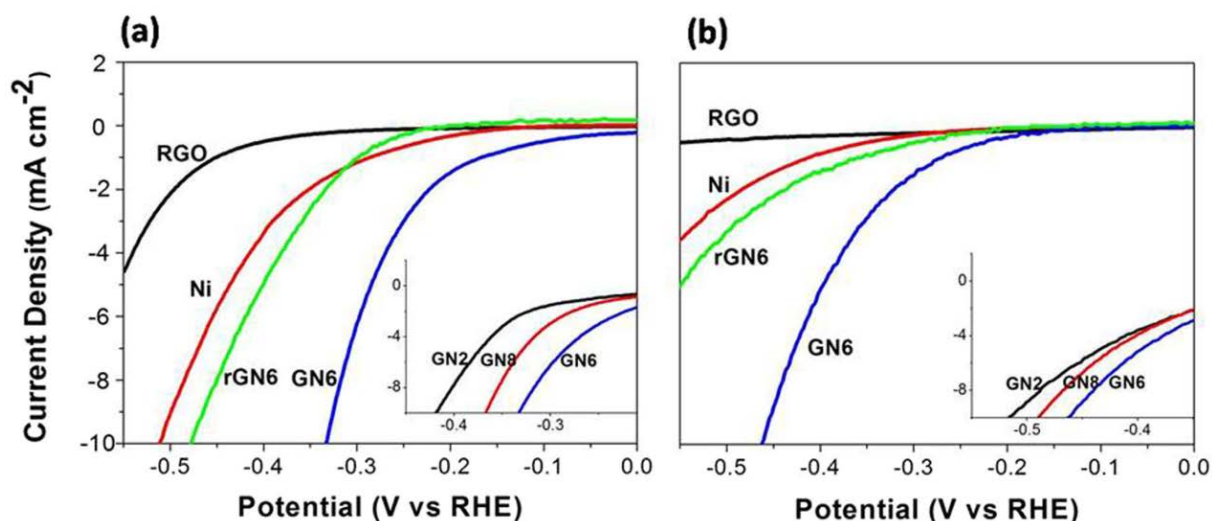 (a)
2
0
-2
-4
-6
-8
-10
Current Density (mA cm⁻²)
RGO
Ni
rGN6
GN6
0
-4
-8
GN2
GN8
GN6
-0.4
-0.3
-0.5
-0.4
-0.3
-0.2
-0.1
0.0
Potential (V vs RHE)
(b)
RGO
Ni
rGN6
GN6
0
-4
-8
GN2
GN8
GN6
-0.5
-0.4
-0.5
-0.4
-0.3
-0.2
-0.1
0.0
Potential (V vs RHE)